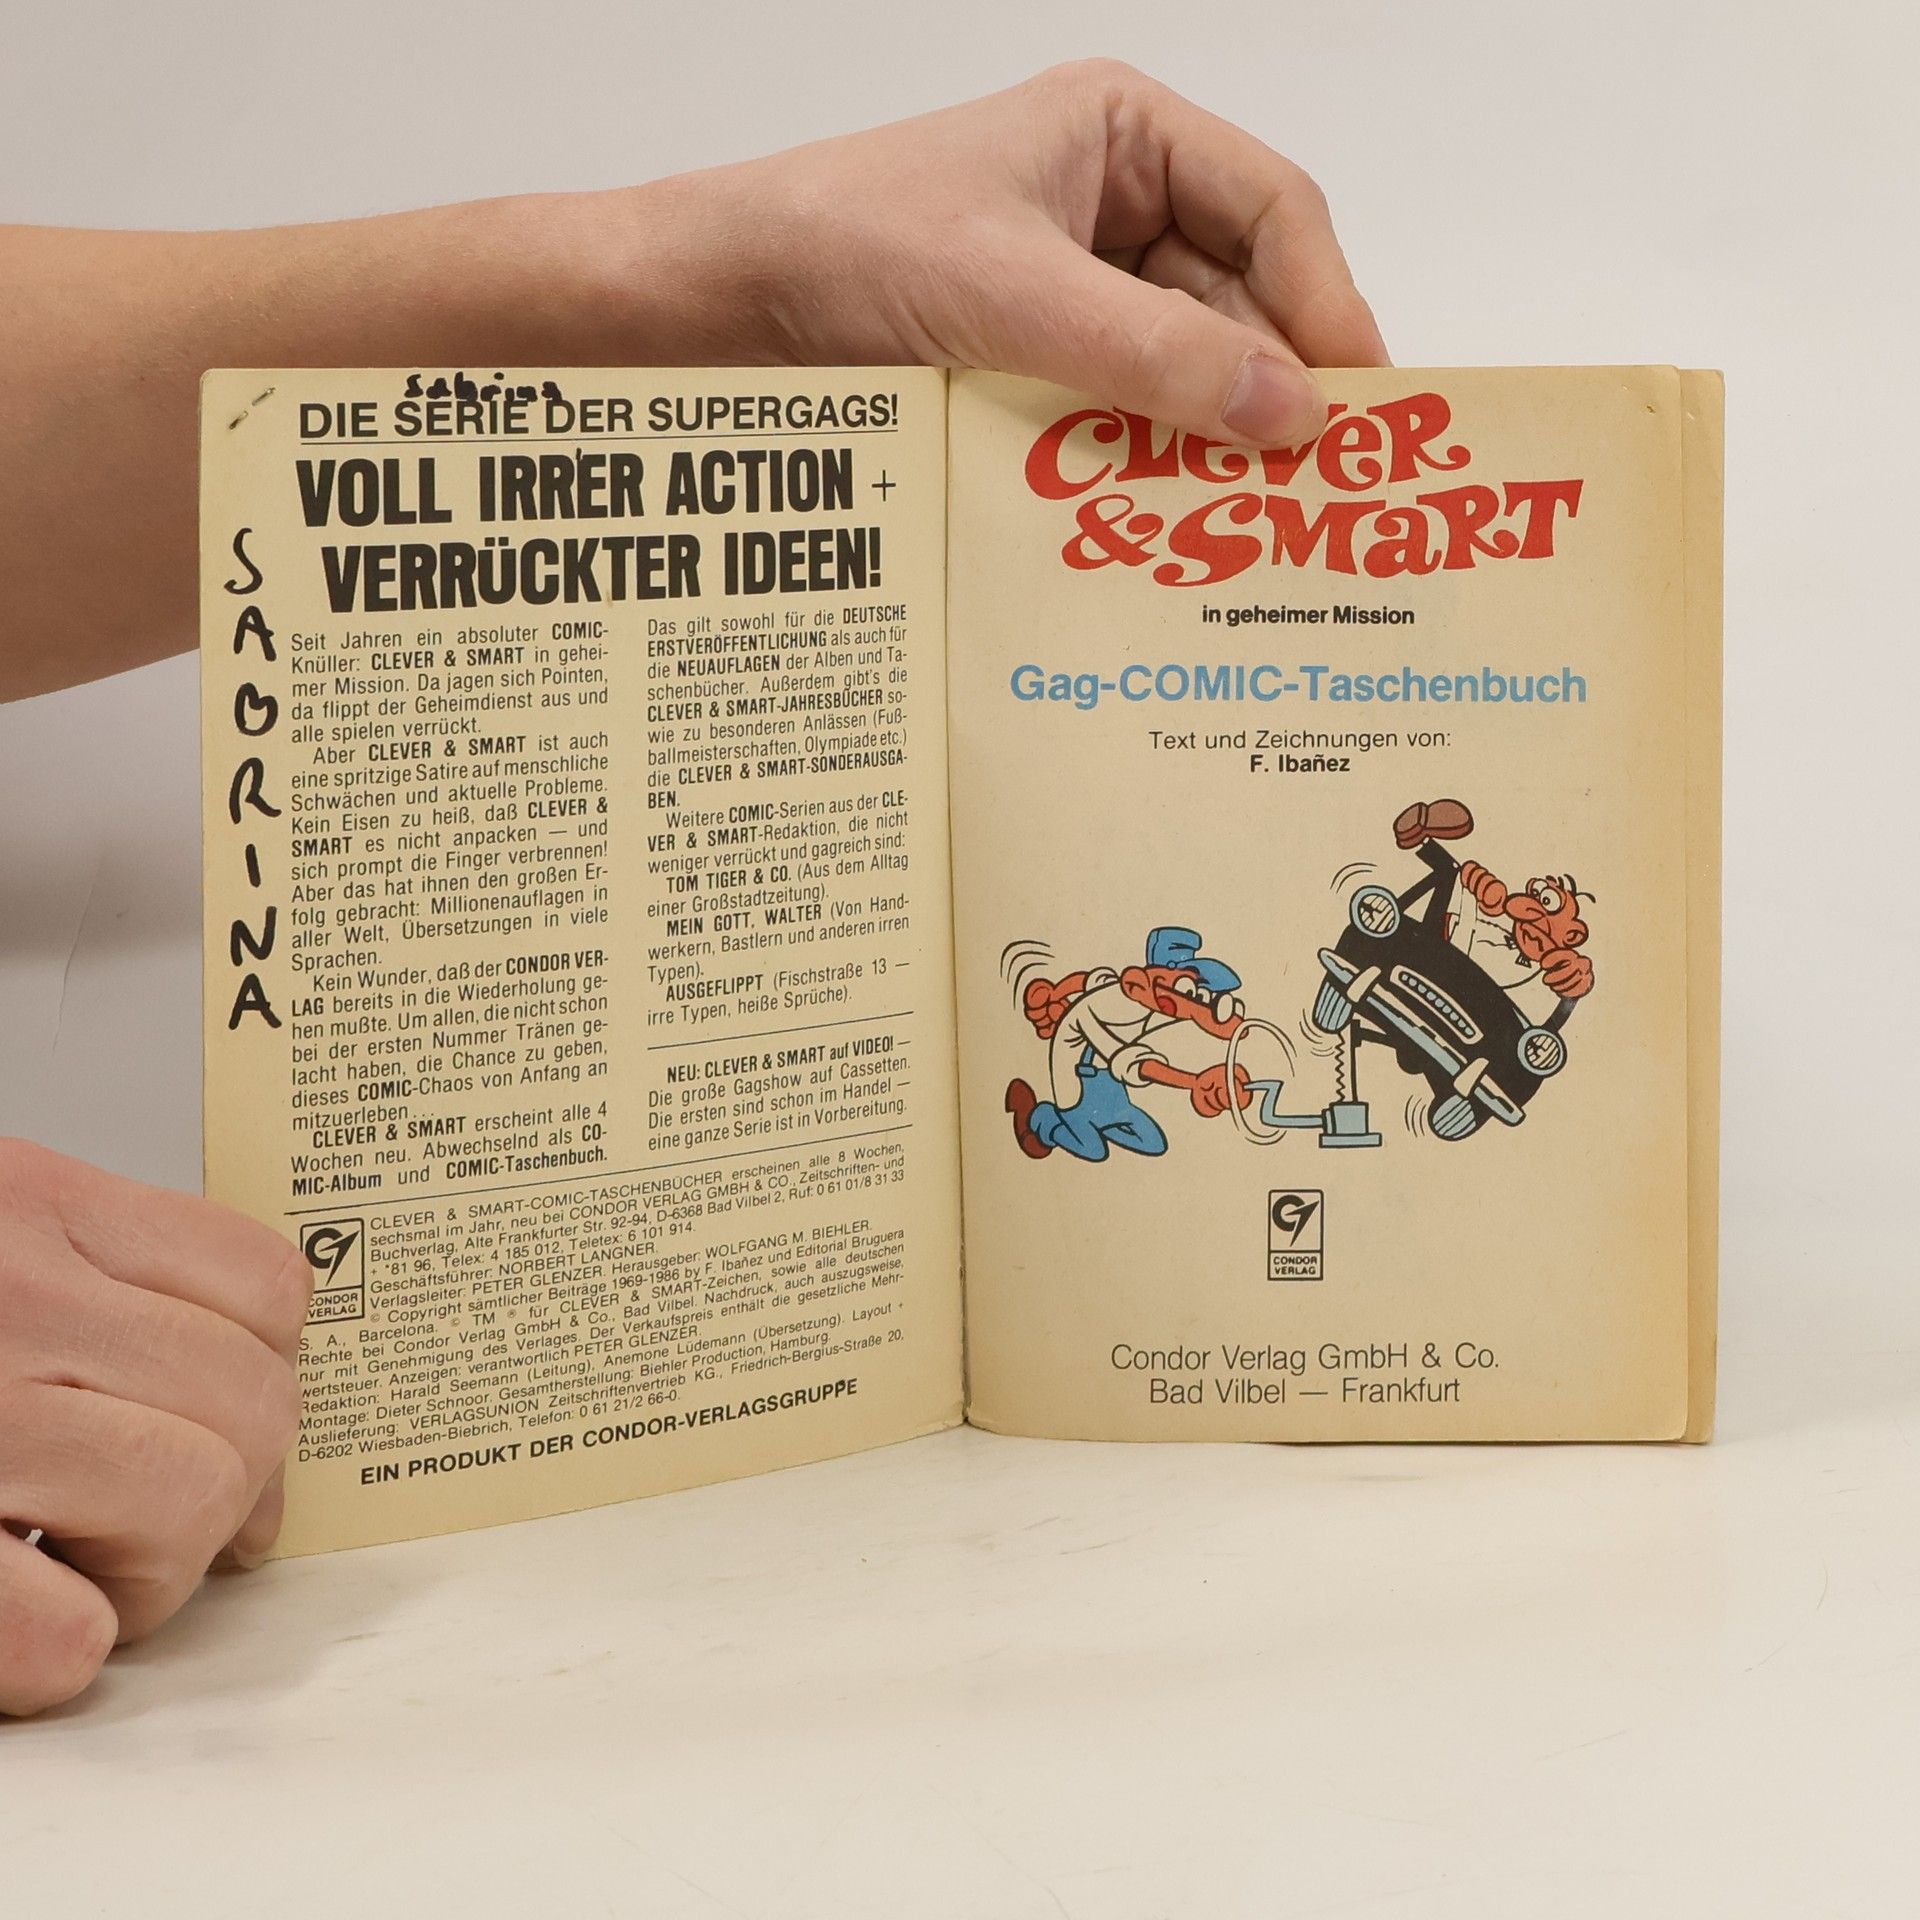 sabrina
DIE SERIE DER SUPERGAGS!
VOLL IRRER ACTION +
VERRÜCKTER IDEEN!
SABRINA
Seit Jahren ein absoluter COMIC-
Knüller: CLEVER & SMART in gehei-
mer Mission. Da jagen sich Pointen,
da flippt der Geheimdienst aus und
alle spielen verrückt.
Aber CLEVER & SMART ist auch
eine spritzige Satire auf menschliche
Schwächen und aktuelle Probleme.
Kein Eisen zu heiß, daß CLEVER &
SMART es nicht anpacken — und
sich prompt die Finger verbrennen!
Aber das hat ihnen den großen Er-
folg gebracht: Millionenauflagen in
aller Welt, Übersetzungen in viele
Sprachen.
Kein Wunder, daß der CONDOR VER-
LAG bereits in die Wiederholung ge-
hen mußte. Um allen, die nicht schon
bei der ersten Nummer Tränen ge-
lacht haben, die Chance zu geben,
dieses COMIC-Chaos von Anfang an
mitzuerleben . . .
CLEVER & SMART erscheint alle 4
Wochen neu. Abwechselnd als CO-
MIC-Album und COMIC-Taschenbuch.
Das gilt sowohl für die DEUTSCHE
ERSTVERÖFFENTLICHUNG als auch für
die NEUAUFLAGEN der Alben und Ta-
schenbücher. Außerdem gibt's die
CLEVER & SMART-JAHRESBÜCHER so-
wie zu besonderen Anlässen (Fuß-
ballmeisterschaften, Olympiade etc.)
die CLEVER & SMART-SONDERAUSGA-
BEN.
Weitere COMIC-Serien aus der CLE-
VER & SMART-Redaktion, die nicht
weniger verrückt und gagreich sind:
TOM TIGER & CO. (Aus dem Alltag
einer Großstadtzeitung).
MEIN GOTT, WALTER (Von Hand-
werkern, Bastlern und anderen irren
Typen).
AUSGEFLIPPT (Fischstraße 13 —
irre Typen, heiße Sprüche).
NEU: CLEVER & SMART auf VIDEO! —
Die große Gagshow auf Cassetten.
Die ersten sind schon im Handel —
eine ganze Serie ist in Vorbereitung.
CLEVER & SMART-COMIC-TASCHENBÜCHER erscheinen alle 8 Wochen,
sechsmal im Jahr, neu bei CONDOR VERLAG GMBH & CO., Zeitschriften- und
Buchverlag, Alte Frankfurter Str. 92-94, D-6368 Bad Vilbel 2, Ruf: 0 61 01/8 31 33
+ *81 96, Telex: 4 185 012, Teletex: 6 101 914.
Geschäftsführer: NORBERT LANGNER.
Verlagsleiter: PETER GLENZER. Herausgeber: WOLFGANG M. BIEHLER.
© Copyright sämtlicher Beiträge 1969-1986 by F. Ibañez und Editorial Bruguera
S. A., Barcelona. © TM ® für CLEVER & SMART-Zeichen, sowie alle deutschen
Rechte bei Condor Verlag GmbH & Co., Bad Vilbel. Nachdruck, auch auszugsweise,
nur mit Genehmigung des Verlages. Der Verkaufspreis enthält die gesetzliche Mehr-
wertsteuer. Anzeigen: verantwortlich PETER GLENZER.
Redaktion: Harald Seemann (Leitung), Anemone Lüdemann (Übersetzung). Layout +
Montage: Dieter Schnoor. Gesamtherstellung: Biehler Production, Hamburg.
Auslieferung: VERLAGSUNION Zeitschriftenvertrieb KG., Friedrich-Bergius-Straße 20,
D-6202 Wiesbaden-Biebrich, Telefon: 0 61 21/2 66-0.
CONDOR
VERLAG
EIN PRODUKT DER CONDOR-VERLAGSGRUPPE
CLEVER
& SMART
in geheimer Mission
Gag-COMIC-Taschenbuch
Text und Zeichnungen von:
F. Ibañez
CONDOR
VERLAG
Condor Verlag GmbH & Co.
Bad Vilbel — Frankfurt